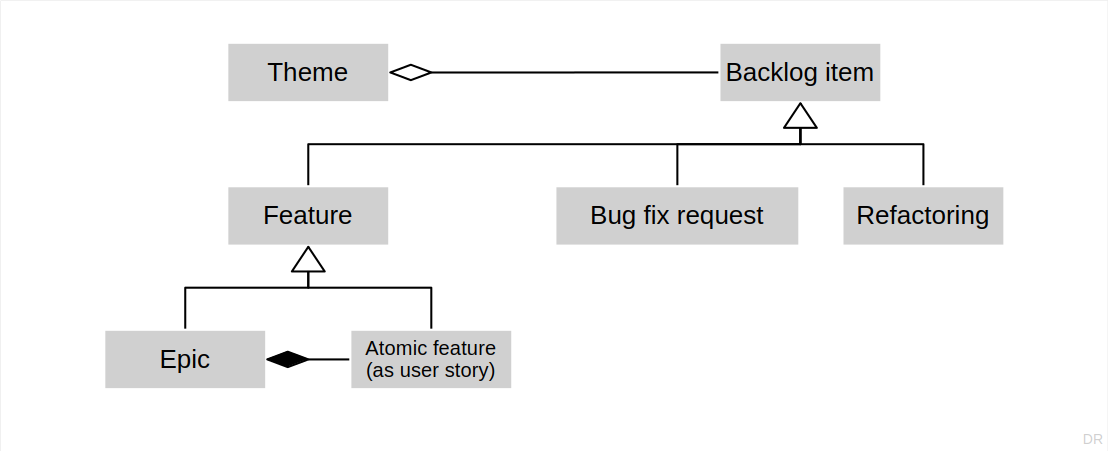 Theme
Backlog item
Feature
Bug fix request
Refactoring
Epic
Atomic feature
(as user story)
DR